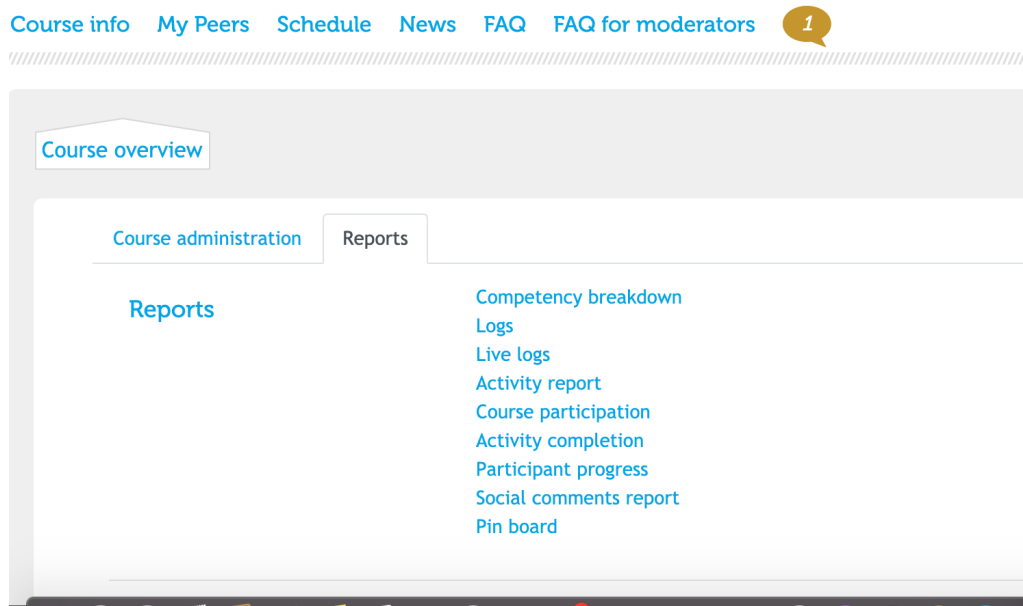 Course info My Peers Schedule News FAQ FAQ for moderators 1
Course overview
Course administration Reports
Reports
Competency breakdown
Logs
Live logs
Activity report
Course participation
Activity completion
Participant progress
Social comments report
Pin board